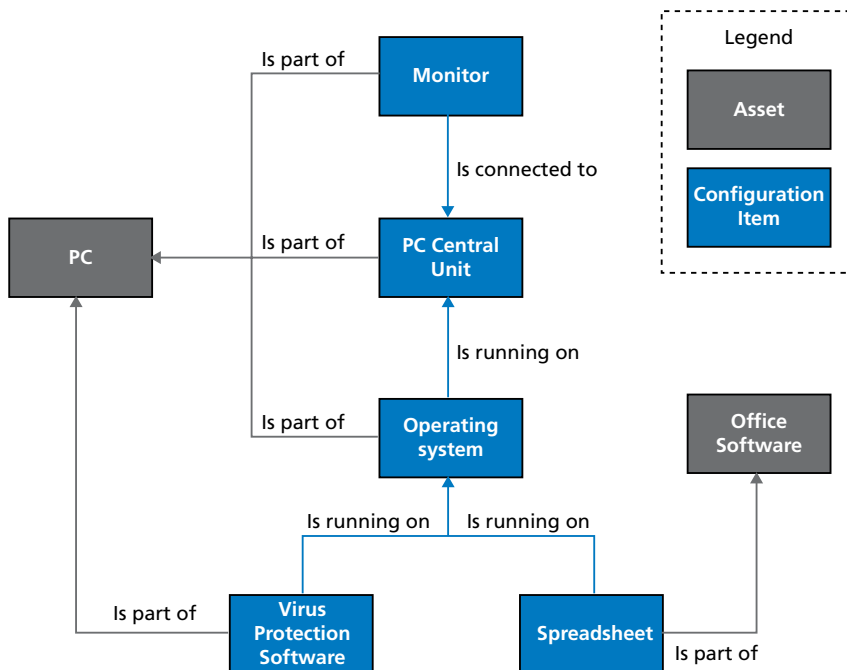 Is part of
Monitor
Legend
Asset
Is connected to
Configuration
Item
PC
Is part of
PC Central
Unit
Is running on
Is part of
Operating
system
Office
Software
Is running on
Is running on
Is part of
Virus
Protection
Software
Spreadsheet
Is part of